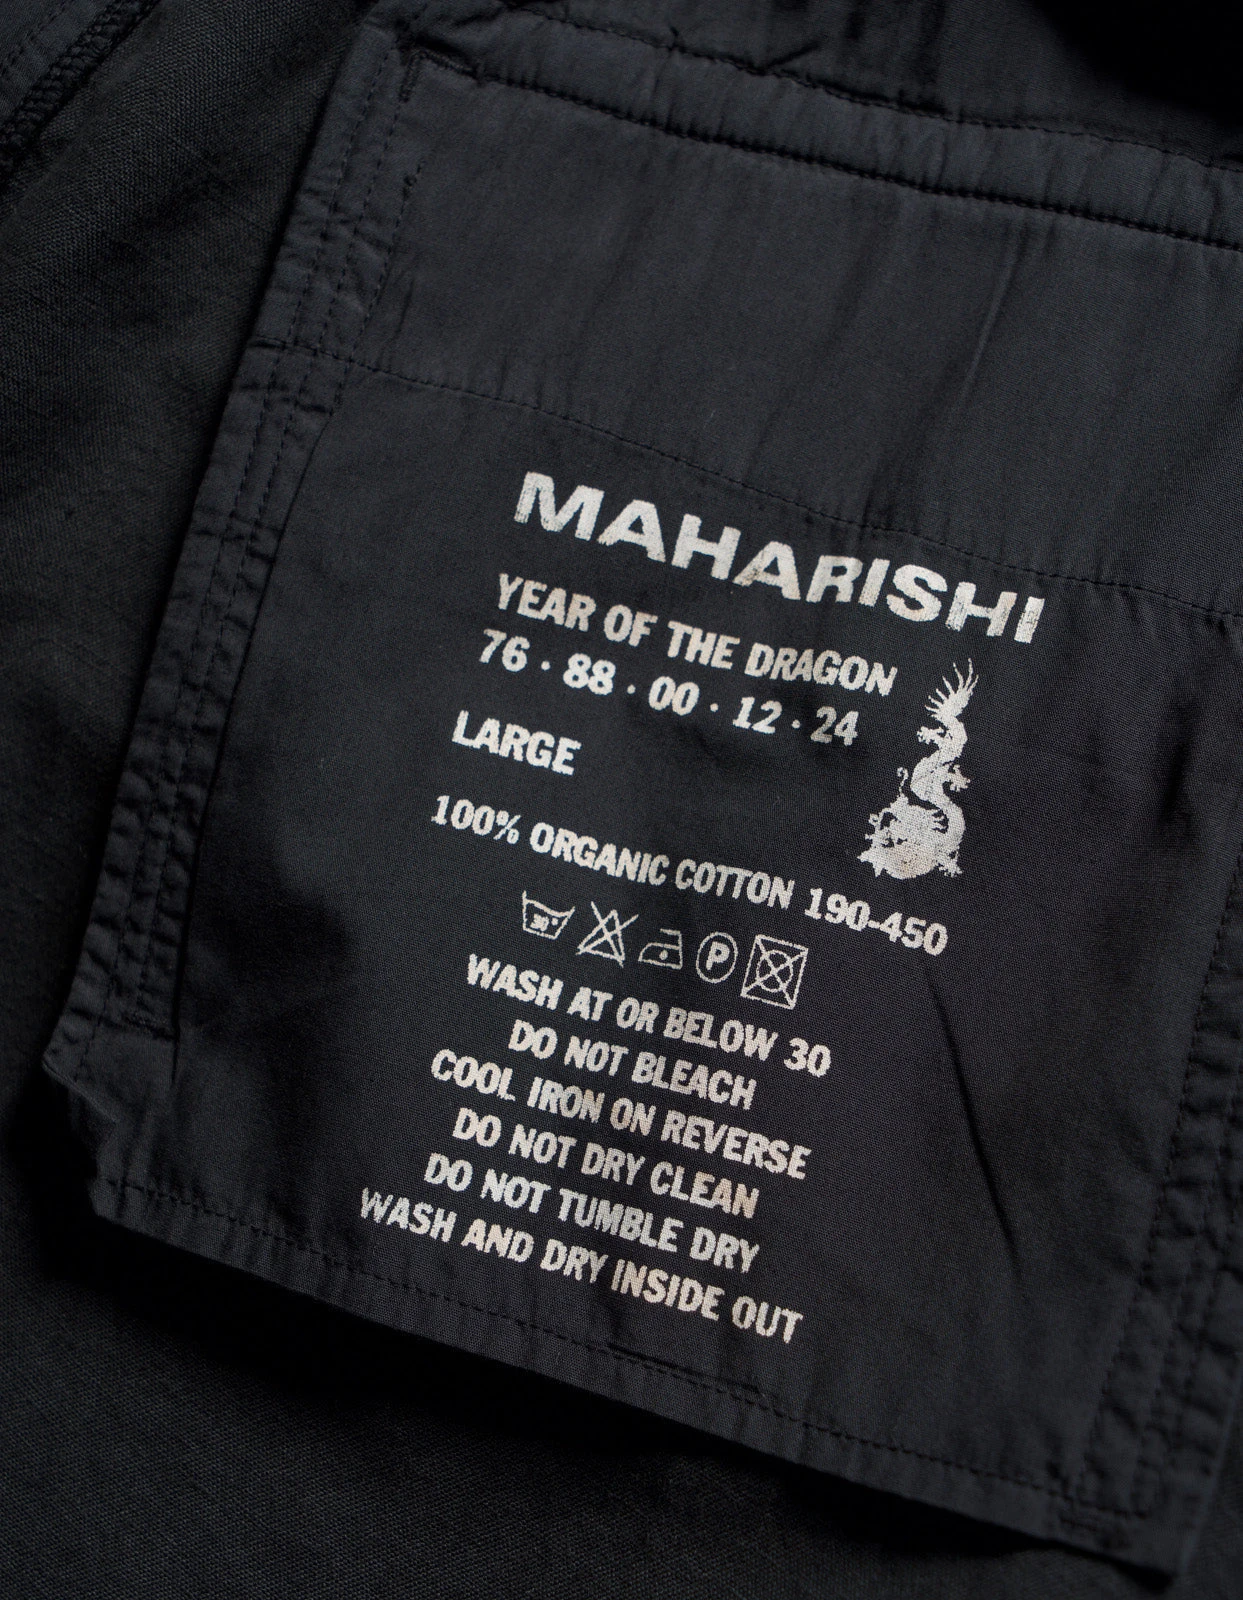 MAHARISHI
YEAR OF THE DRAGON
76 · 88 · 00 · 12 · 24
LARGE
100% ORGANIC COTTON 190-450
30° P
WASH AT OR BELOW 30
DO NOT BLEACH
COOL IRON ON REVERSE
DO NOT DRY CLEAN
DO NOT TUMBLE DRY
WASH AND DRY INSIDE OUT